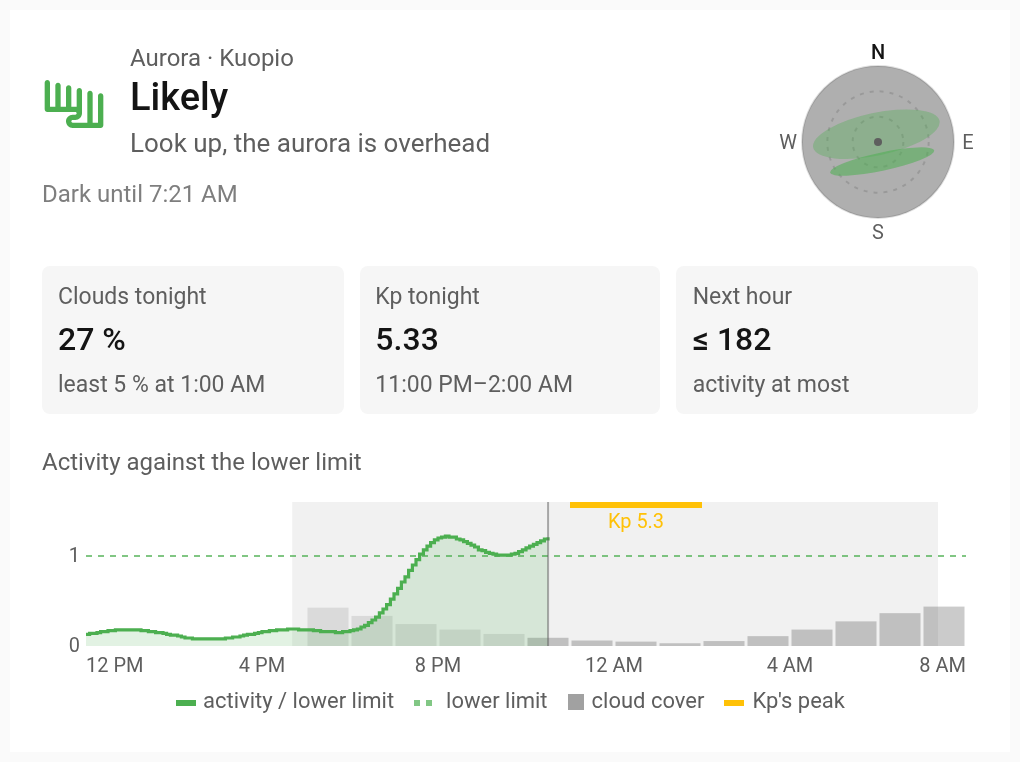 Aurora · Kuopio
Likely
Look up, the aurora is overhead
Dark until 7:21 AM
N
W
E
S
Clouds tonight
27 %
least 5 % at 1:00 AM
Kp tonight
5.33
11:00 PM–2:00 AM
Next hour
≤ 182
activity at most
Activity against the lower limit
Kp 5.3
1
0
12 PM 4 PM 8 PM 12 AM 4 AM 8 AM
activity / lower limit lower limit cloud cover Kp's peak